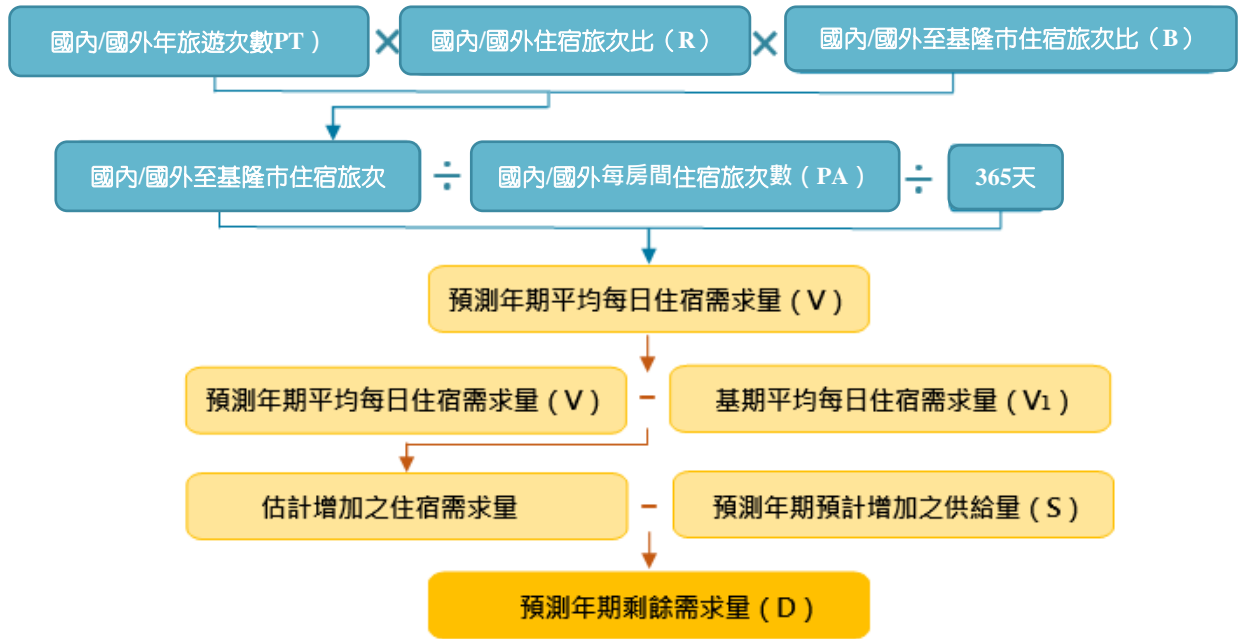 國內/國外年旅遊次數PT） × 國內/國外住宿旅次比（R） × 國內/國外至基隆市住宿旅次比（B）
國內/國外至基隆市住宿旅次 ÷ 國內/國外每房間住宿旅次數（PA） ÷ 365天
預測年期平均每日住宿需求量（V）
預測年期平均每日住宿需求量（V） － 基期平均每日住宿需求量（V1）
估計增加之住宿需求量 － 預測年期預計增加之供給量（S）
預測年期剩餘需求量（D）